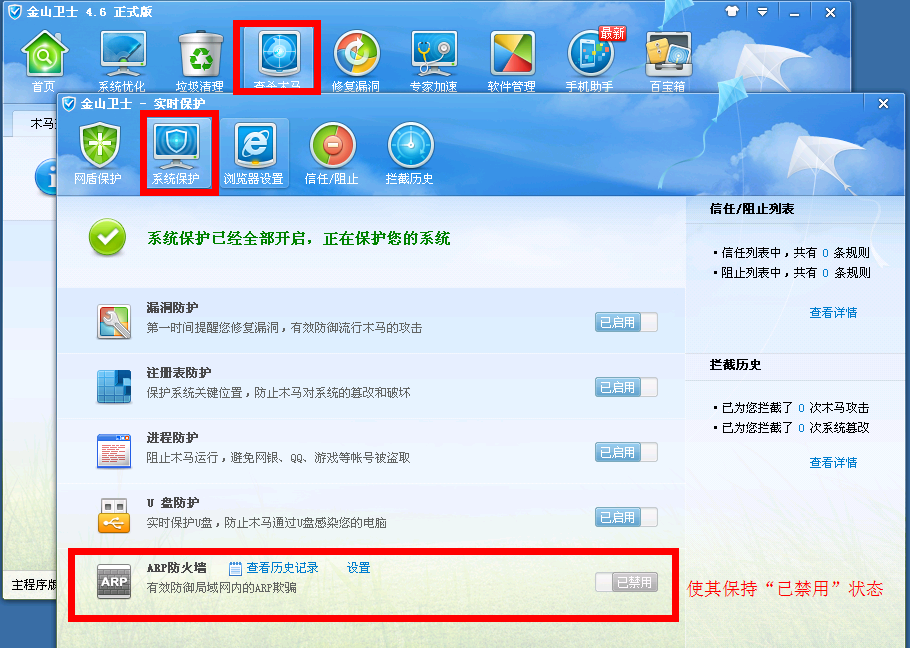 金山卫士 4.6 正式版
首页
系统优化
垃圾清理
查杀木马
修复漏洞
专家加速
软件管理
最新
手机助手
百宝箱
木马
金山卫士 - 实时保护
网盾保护
系统保护
浏览器设置
信任/阻止
拦截历史
系统保护已经全部开启，正在保护您的系统
漏洞防护
第一时间提醒您修复漏洞，有效防御流行木马的攻击
已启用
注册表防护
保护系统关键位置，防止木马对系统的篡改和破坏
已启用
进程防护
阻止木马运行，避免网银、QQ、游戏等帐号被盗取
已启用
U 盘防护
实时保护U盘，防止木马通过U盘感染您的电脑
已启用
ARP
ARP防火墙 查看历史记录 设置
有效防御局域网内的ARP欺骗
已禁用
使其保持“已禁用”状态
信任/阻止列表
·信任列表中，共有 0 条规则
·阻止列表中，共有 0 条规则
查看详情
拦截历史
·已为您拦截了 0 次木马攻击
·已为您拦截了 0 次系统篡改
查看详情
主程序版